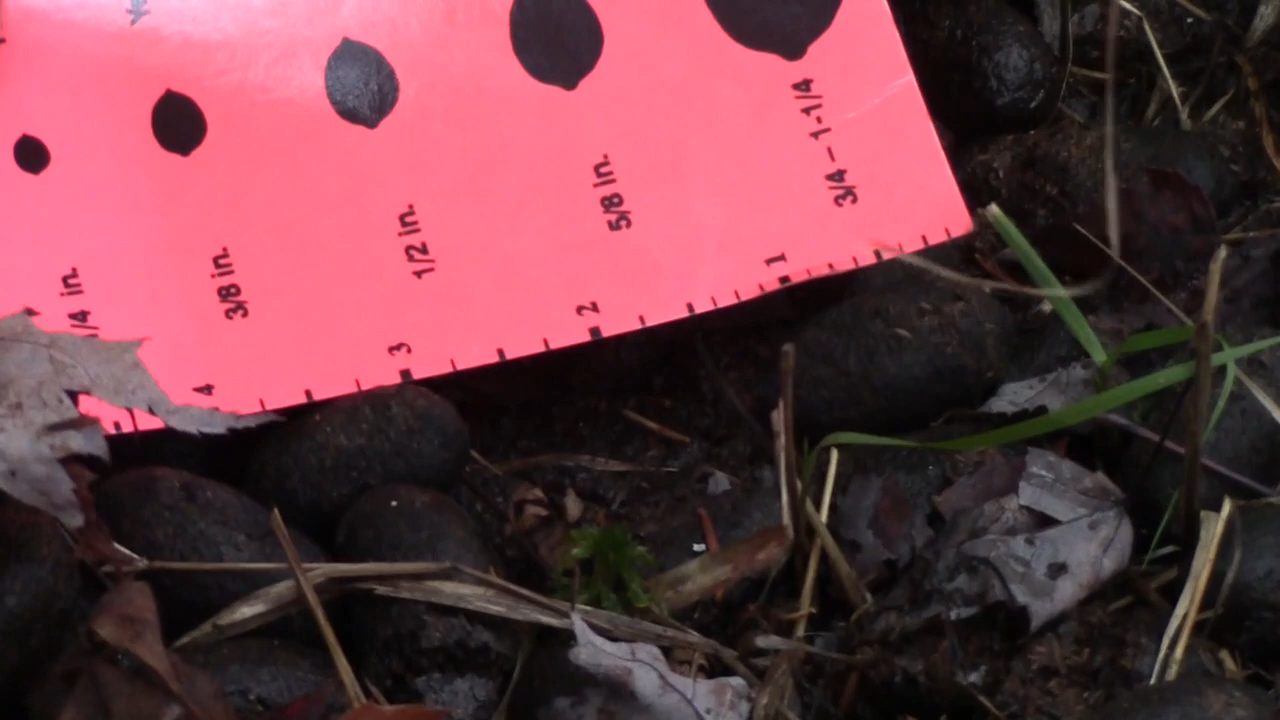 1/4 in.
3/8 in.
1/2 in.
5/8 in.
3/4 – 1-1/4
4
3
2
1